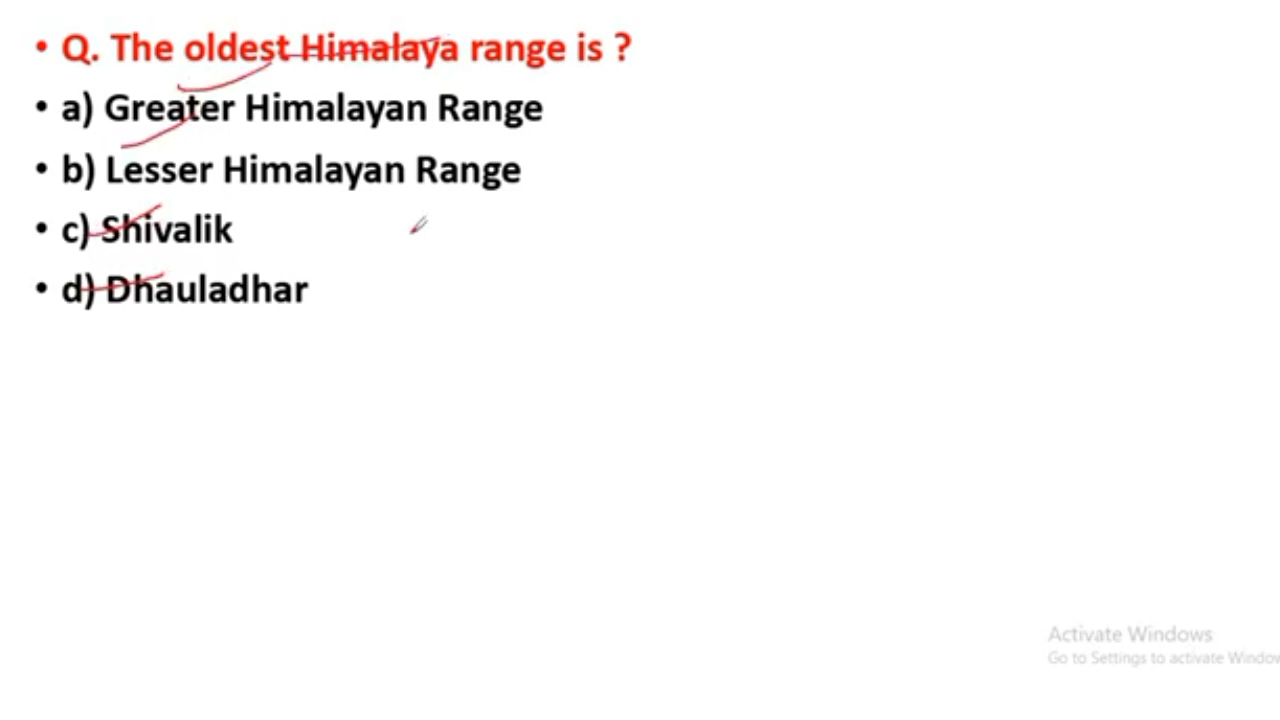 • Q. The oldest Himalaya range is ?
• a) Greater Himalayan Range
• b) Lesser Himalayan Range
• c) Shivalik
• d) Dhauladhar
Activate Windows
Go to Settings to activate Window